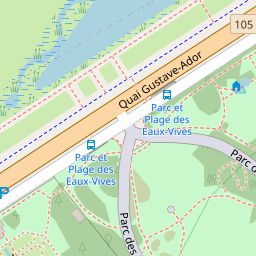 105
Quai Gustave-Ador
Parc et
Plage des
Eaux-Vives
Parc et
Plage des
Eaux-Vives
Parc des
Parc des
P